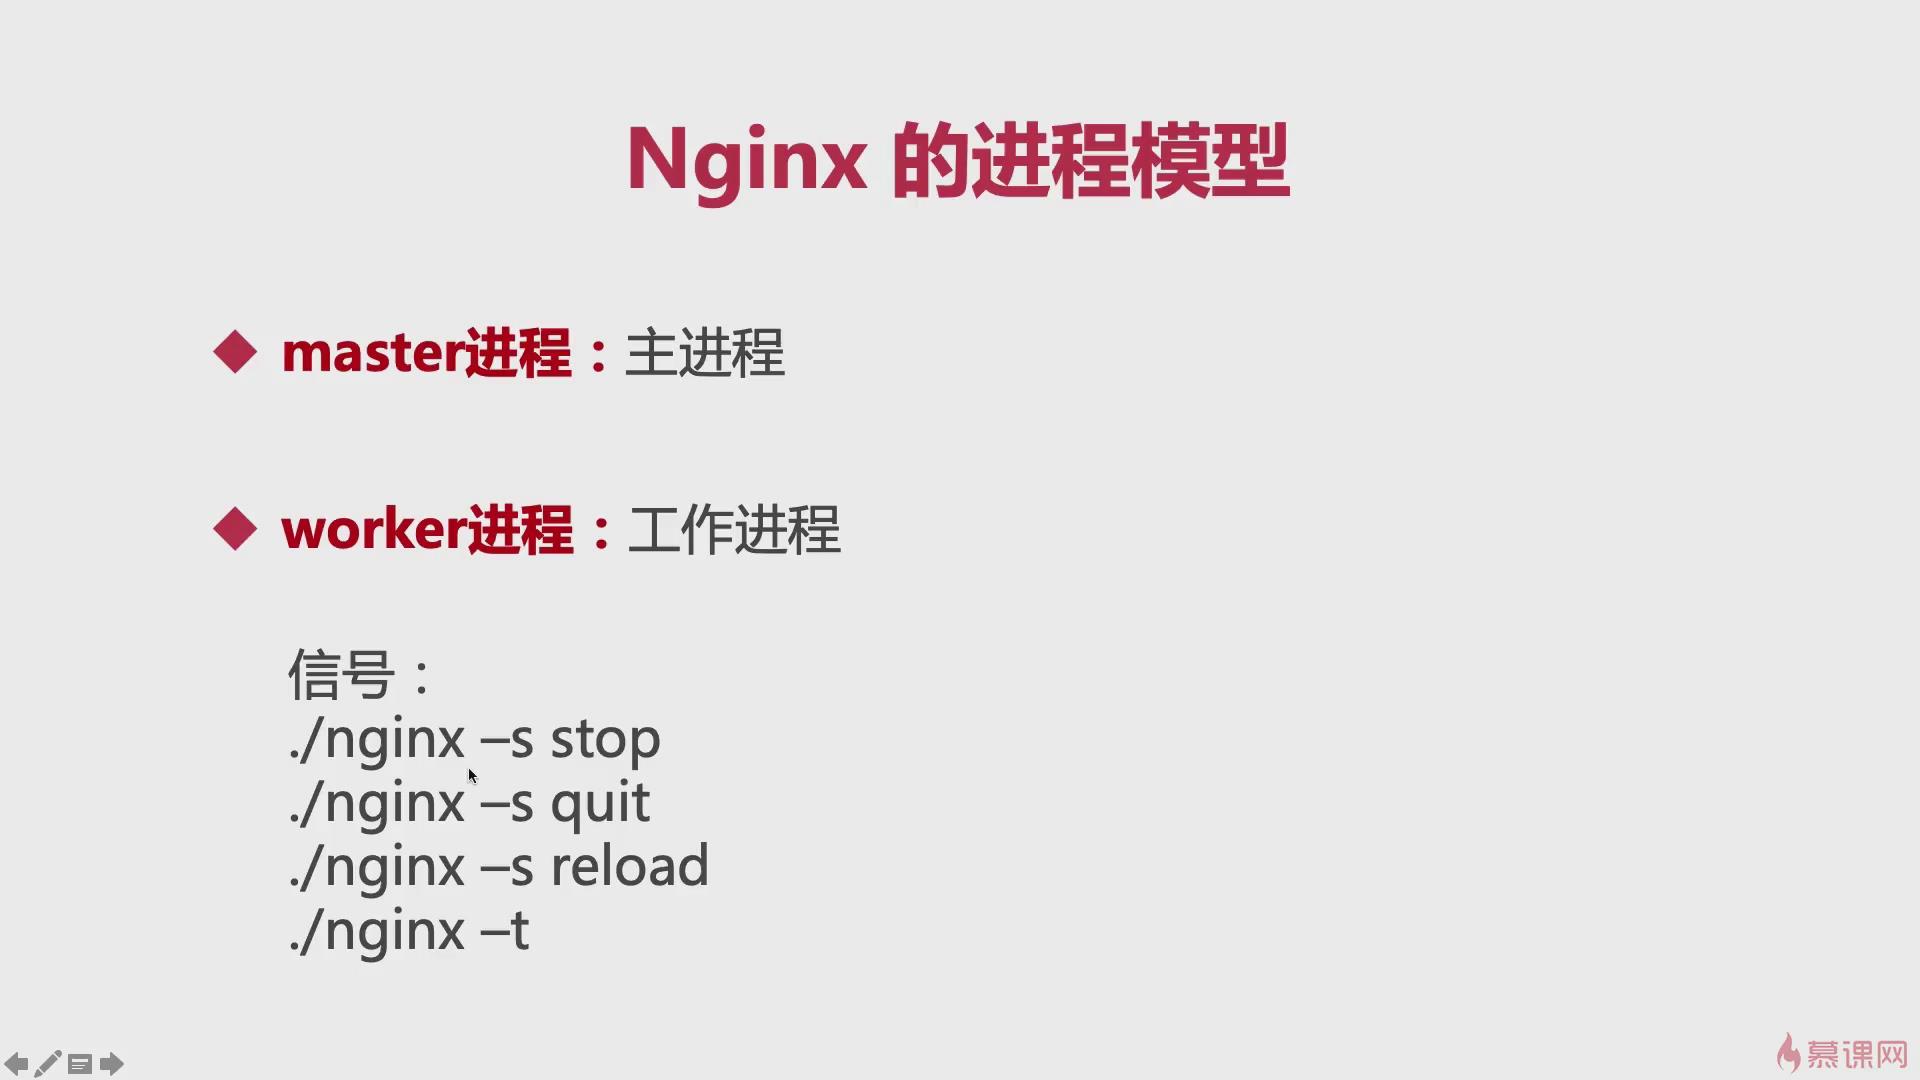 Nginx 的进程模型
master进程：主进程
worker进程：工作进程
信号：
./nginx –s stop
./nginx –s quit
./nginx –s reload
./nginx –t
慕课网